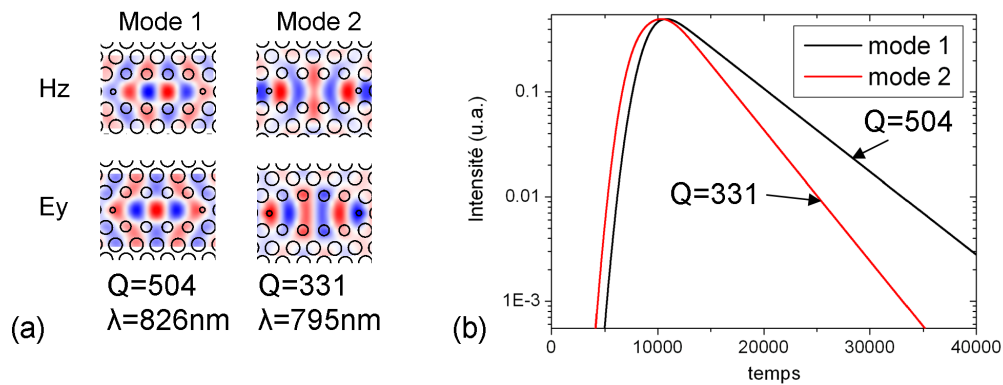 Mode 1 Mode 2
Hz
Ey
Q=504 Q=331
λ=826nm λ=795nm
(a)
Intensité (u.a.)
0.1
0.01
1E-3
mode 1
mode 2
Q=504
Q=331
0 10000 20000 30000 40000
temps
(b)